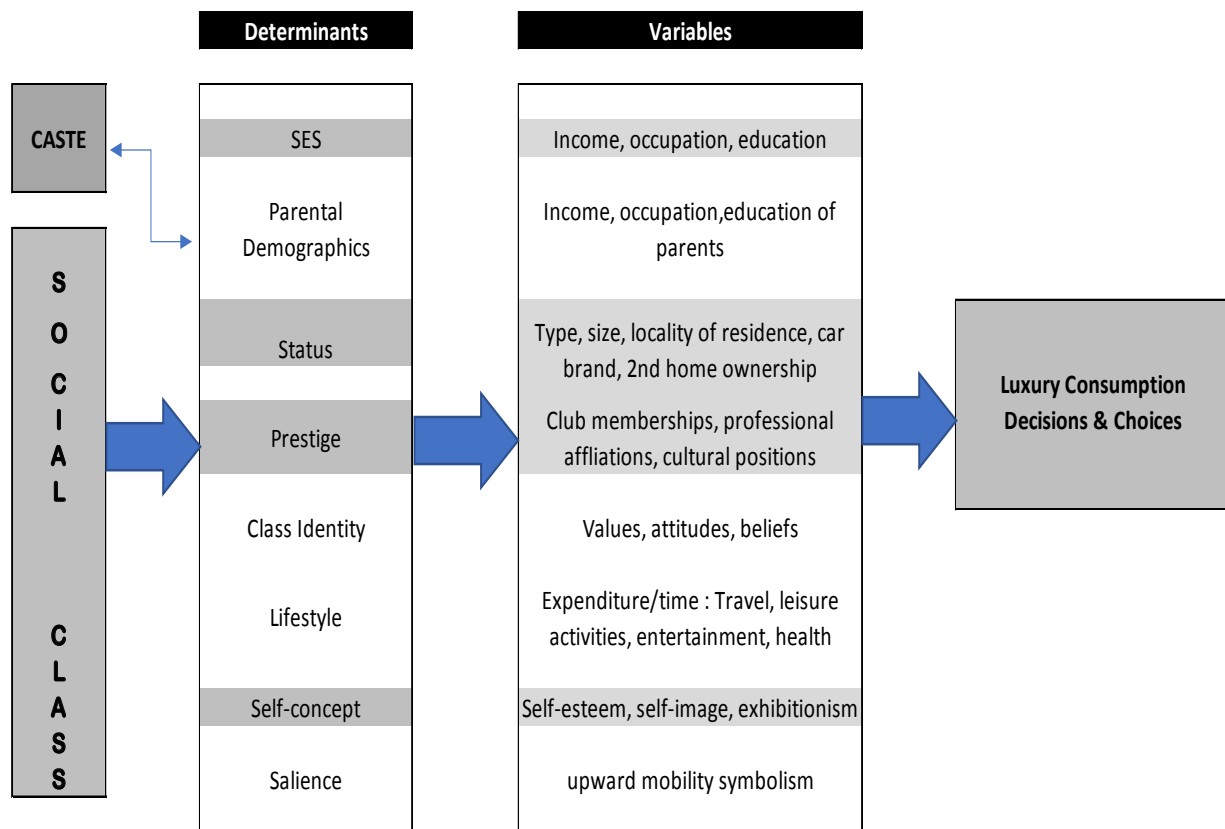 Determinants
Variables
CASTE
SOCIAL
CLASS
SES
Income, occupation, education
Parental
Demographics
Income, occupation,education of
parents
Status
Type, size, locality of residence, car
brand, 2nd home ownership
Prestige
Club memberships, professional
affliations, cultural positions
Class Identity
Values, attitudes, beliefs
Lifestyle
Expenditure/time : Travel, leisure
activities, entertainment, health
Self-concept
Self-esteem, self-image, exhibitionism
Salience
upward mobility symbolism
Luxury Consumption
Decisions & Choices